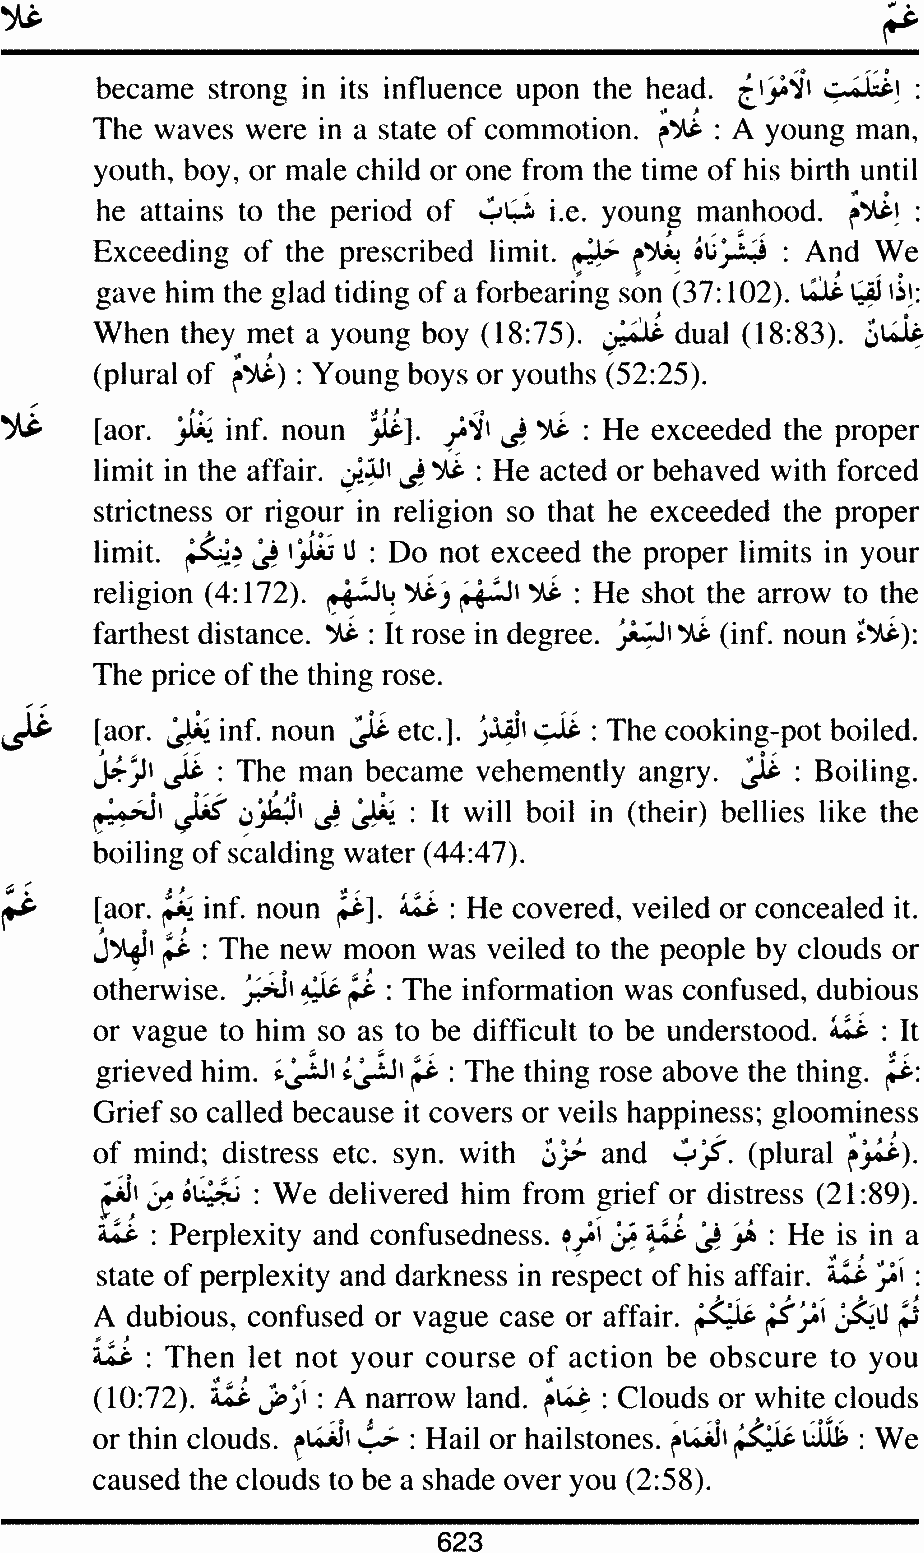 غلا غمّ
became strong in its influence upon the head. اِغْتَلَمَتِ الْاَمْوَاجُ :
The waves were in a state of commotion. غُلَامٌ : A young man,
youth, boy, or male child or one from the time of his birth until
he attains to the period of شَبَابٌ i.e. young manhood. اِغْلَامٌ :
Exceeding of the prescribed limit. فَبَشَّرْنَاهُ بِغُلَامٍ حَلِيْمٍ : And We
gave him the glad tiding of a forbearing son (37:102). اِذَا لَقِيَا غُلٰمًا:
When they met a young boy (18:75). غُلٰمَيْنِ dual (18:83). غِلْمَانٌ
(plural of غُلَامٌ) : Young boys or youths (52:25).
غَلا [aor. يَغْلُوْ inf. noun غُلُوٌّ]. غَلَا فِى الْاَمْرِ : He exceeded the proper
limit in the affair. غَلَا فِى الدِّيْنِ : He acted or behaved with forced
strictness or rigour in religion so that he exceeded the proper
limit. لَا تَغْلُوْا فِىْ دِيْنِكُمْ : Do not exceed the proper limits in your
religion (4:172). غَلَا السَّهْمَ وَغَلَا بِالسَّهْمِ : He shot the arrow to the
farthest distance. غَلَا : It rose in degree. غَلَا السِّعْرُ (inf. noun غَلَاءٌ):
The price of the thing rose.
غَلَى [aor. يَغْلِىْ inf. noun غَلْىٌ etc.]. غَلَتِ الْقِدْرُ : The cooking-pot boiled.
غَلَى الرَّجُلُ : The man became vehemently angry. غَلْىٌ : Boiling.
يَغْلِىْ فِى الْبُطُوْنِ كَغَلْىِ الْحَمِيْمِ : It will boil in (their) bellies like the
boiling of scalding water (44:47).
غَمَّ [aor. يَغُمُّ inf. noun غَمٌّ]. غَمَّهُ : He covered, veiled or concealed it.
غُمَّ الْهِلَالُ : The new moon was veiled to the people by clouds or
otherwise. غُمَّ عَلَيْهِ الْخَبَرُ : The information was confused, dubious
or vague to him so as to be difficult to be understood. غَمَّهُ : It
grieved him. غَمَّ الشَّىْءُ الشَّىْءَ : The thing rose above the thing. غَمٌّ:
Grief so called because it covers or veils happiness; gloominess
of mind; distress etc. syn. with حُزْنٌ and كَرْبٌ. (plural غُمُوْمٌ).
نَجَّيْنَاهُ مِنَ الْغَمِّ : We delivered him from grief or distress (21:89).
غُمَّةٌ : Perplexity and confusedness. هُوَ فِىْ غُمَّةٍ مِّنْ اَمْرِهِ : He is in a
state of perplexity and darkness in respect of his affair. اَمْرٌ غُمَّةٌ :
A dubious, confused or vague case or affair. ثُمَّ لَايَكُنْ اَمْرُكُمْ عَلَيْكُمْ
غُمَّةً : Then let not your course of action be obscure to you
(10:72). اَرْضٌ غُمَّةٌ : A narrow land. غَمَامٌ : Clouds or white clouds
or thin clouds. حَبُّ الْغَمَامِ : Hail or hailstones. ظَلَّلْنَا عَلَيْكُمُ الْغَمَامَ : We
caused the clouds to be a shade over you (2:58).
623